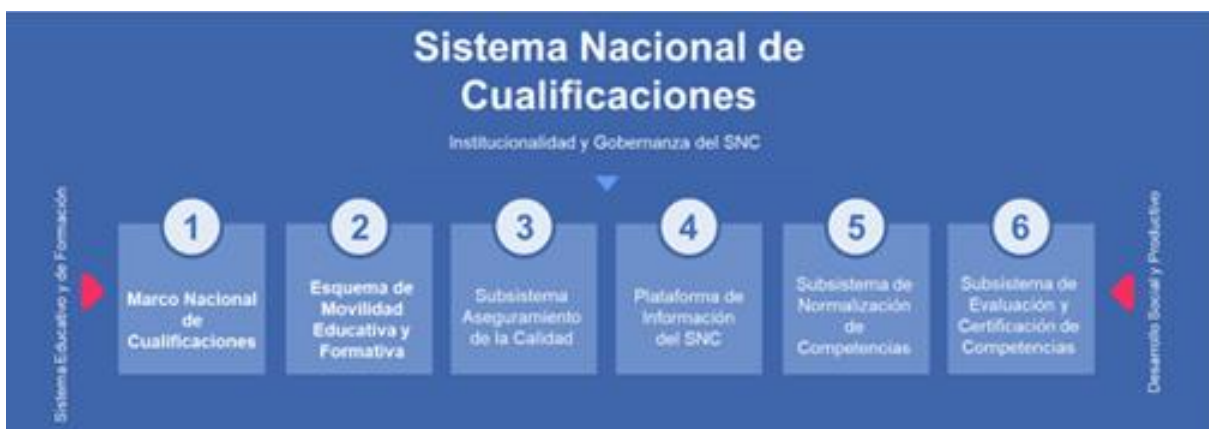 Sistema Nacional de
Cualificaciones
Institucionalidad y Gobernanza del SNC
Sistema Educativo y de Formación
1
Marco Nacional
de
Cualificaciones
2
Esquema de
Movilidad
Educativa y
Formativa
3
Subsistema
Aseguramiento
de la Calidad
4
Plataforma de
Información
del SNC
5
Subsistema de
Normalización
de
Competencias
6
Subsistema de
Evaluación y
Certificación de
Competencias
Desarrollo Social y Productivo